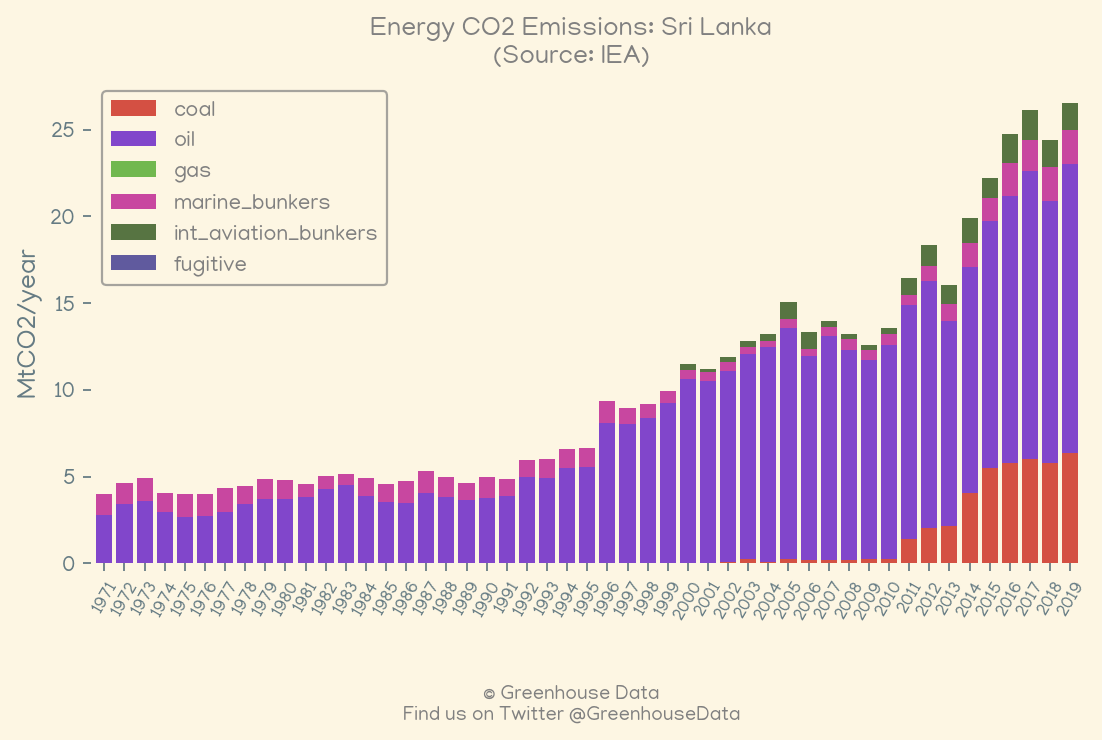 Energy CO2 Emissions: Sri Lanka
(Source: IEA)
coal
oil
gas
marine_bunkers
int_aviation_bunkers
fugitive
MtCO2/year
25
20
15
10
5
0
1971 1972 1973 1974 1975 1976 1977 1978 1979 1980 1981 1982 1983 1984 1985 1986 1987 1988 1989 1990 1991 1992 1993 1994 1995 1996 1997 1998 1999 2000 2001 2002 2003 2004 2005 2006 2007 2008 2009 2010 2011 2012 2013 2014 2015 2016 2017 2018 2019
© Greenhouse Data
Find us on Twitter @GreenhouseData